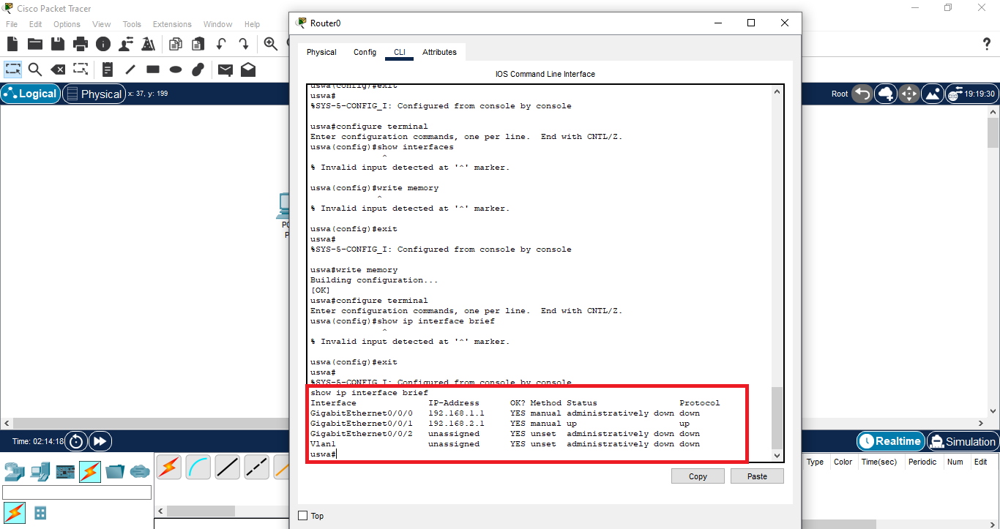 Cisco Packet Tracer
File Edit Options View Tools Extensions Window Help
Logical Physical x: 37, y: 199
Root 19:19:30
Router0
Physical Config CLI Attributes
IOS Command Line Interface
uswa(config)#exit
uswa#
%SYS-5-CONFIG_I: Configured from console by console
uswa#configure terminal
Enter configuration commands, one per line.  End with CNTL/Z.
uswa(config)#show interfaces
^
% Invalid input detected at '^' marker.
uswa(config)#write memory
^
% Invalid input detected at '^' marker.
uswa(config)#exit
uswa#
%SYS-5-CONFIG_I: Configured from console by console
uswa#write memory
Building configuration...
[OK]
uswa#configure terminal
Enter configuration commands, one per line.  End with CNTL/Z.
uswa(config)#show ip interface brief
^
% Invalid input detected at '^' marker.
uswa(config)#exit
uswa#
%SYS-5-CONFIG_I: Configured from console by console
show ip interface brief
Interface              IP-Address      OK? Method Status                Protocol
GigabitEthernet0/0/0   192.168.1.1     YES manual administratively down down
GigabitEthernet0/0/1   192.168.2.1     YES manual up                    up
GigabitEthernet0/0/2   unassigned      YES unset  administratively down down
Vlan1                  unassigned      YES unset  administratively down down
uswa#
Copy Paste
Top
Time: 02:14:18
Realtime Simulation
Type Color Time(sec) Periodic Num Edit